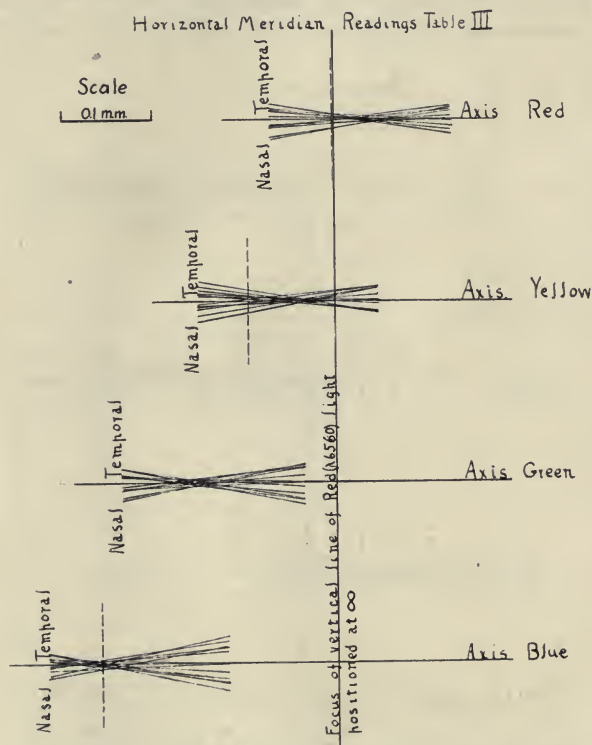 Horizontal Meridian Readings Table III
Scale
0.1 mm.
Temporal
Nasal
Axis Red
Temporal
Nasal
Axis Yellow
Temporal
Nasal
Axis Green
Temporal
Nasal
Axis Blue
Focus of vertical line of Red (λ6560) light
positioned at ∞